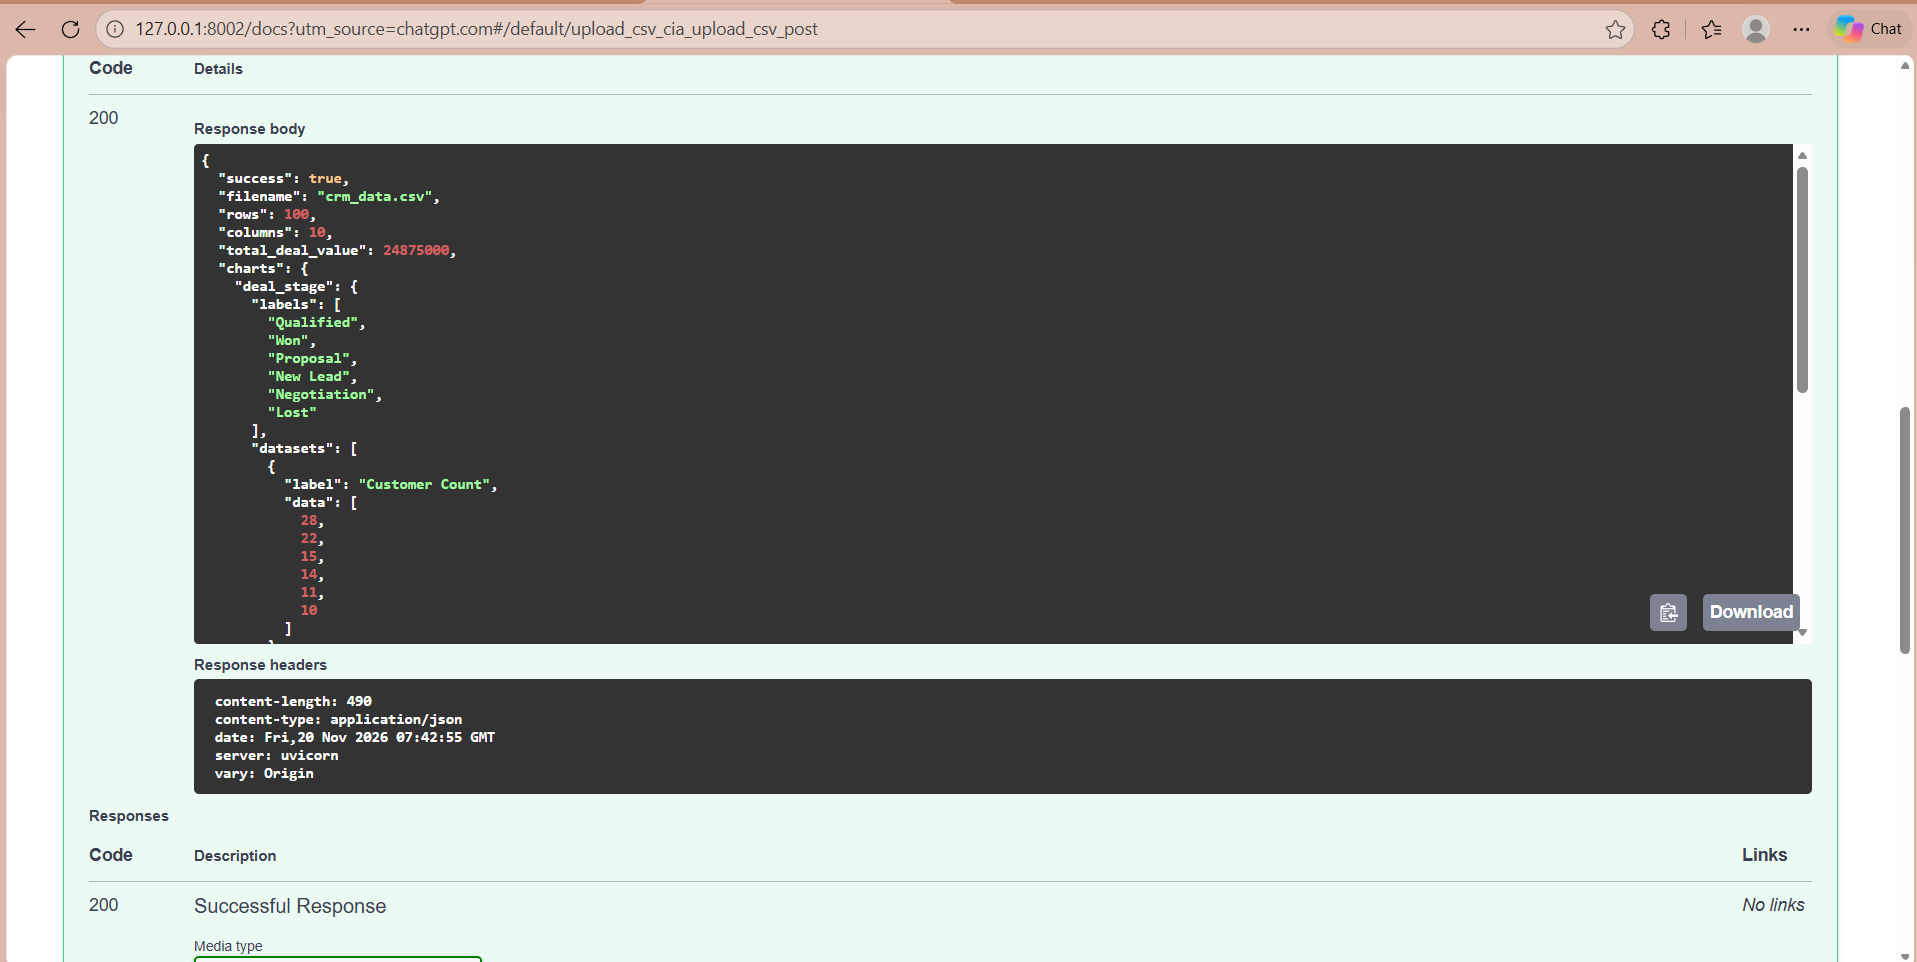 127.0.0.1:8002/docs?utm_source=chatgpt.com#/default/upload_csv_cia_upload_csv_post
Chat
Code Details
200
Response body
{
"success": true,
"filename": "crm_data.csv",
"rows": 100,
"columns": 10,
"total_deal_value": 24875000,
"charts": {
"deal_stage": {
"labels": [
"Qualified",
"Won",
"Proposal",
"New Lead",
"Negotiation",
"Lost"
],
"datasets": [
{
"label": "Customer Count",
"data": [
28,
22,
15,
14,
11,
10
]
Download
Response headers
content-length: 490
content-type: application/json
date: Fri,20 Nov 2026 07:42:55 GMT
server: uvicorn
vary: Origin
Responses
Code Description Links
200 Successful Response No links
Media type